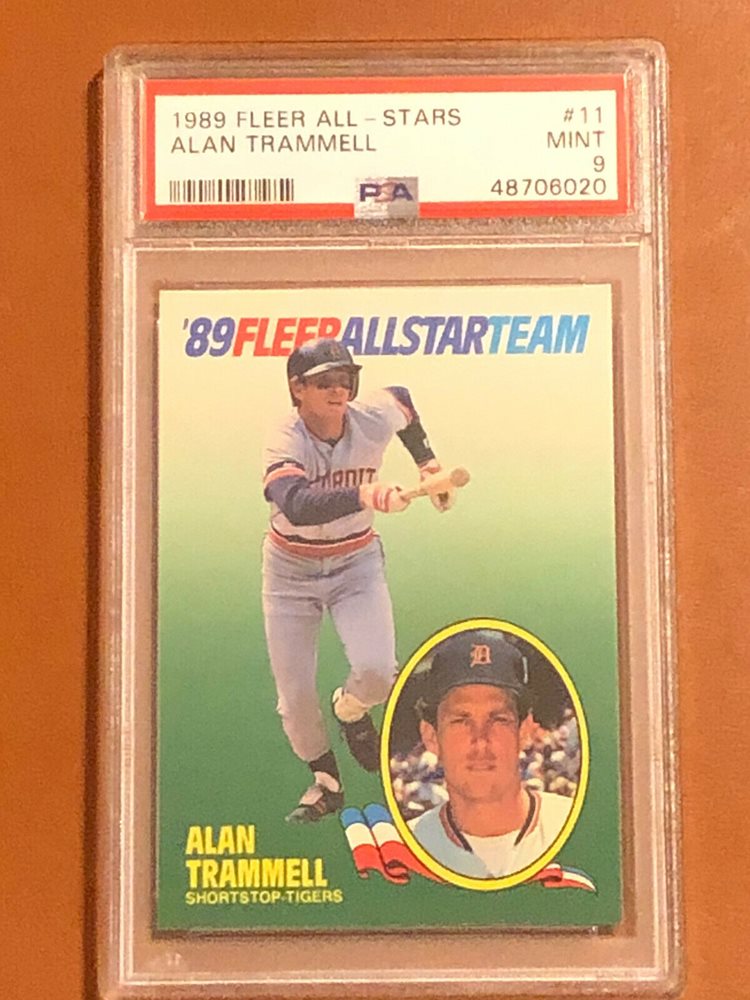 1989 FLEER ALL-STARS #11
ALAN TRAMMELL MINT
9
PSA 48706020
'89FLEERALLSTARTEAM
D
ALAN
TRAMMELL
SHORTSTOP-TIGERS